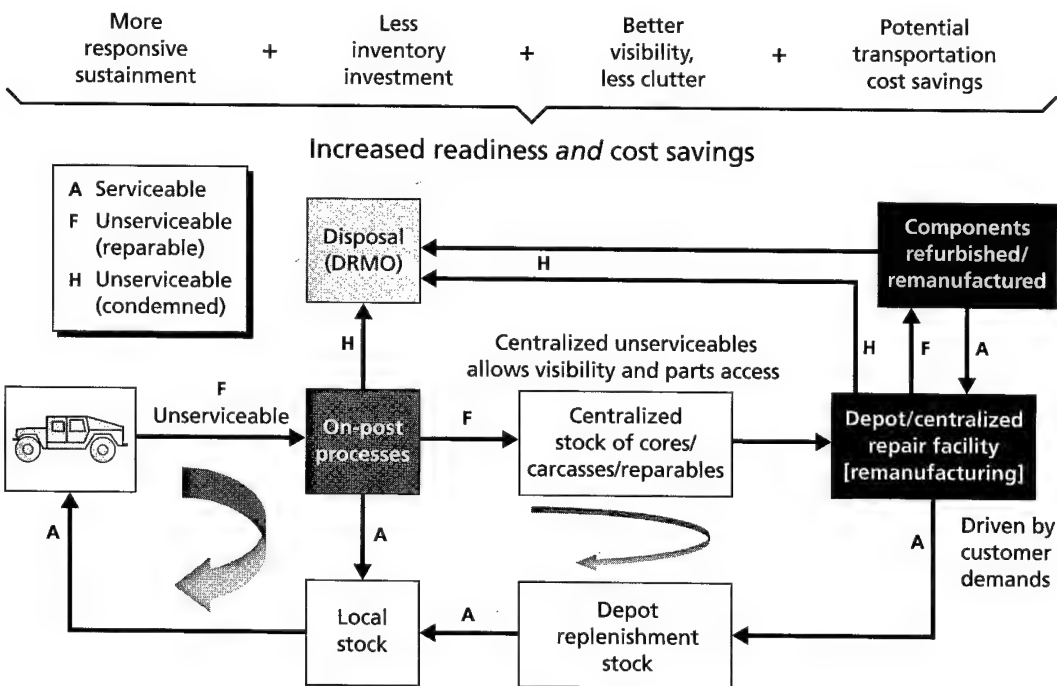 More
responsive
sustainment
+
Less
inventory
investment
+
Better
visibility,
less clutter
+
Potential
transportation
cost savings
Increased readiness and cost savings
A Serviceable
F Unserviceable
(reparable)
H Unserviceable
(condemned)
Disposal
(DRMO)
Components
refurbished/
remanufactured
H
H
Centralized unserviceables
allows visibility and parts access
H
F
A
F
Unserviceable
On-post
processes
F
Centralized
stock of cores/
carcasses/reparables
Depot/centralized
repair facility
[remanufacturing]
A
A
A
Driven by
customer
demands
Local
stock
A
Depot
replenishment
stock